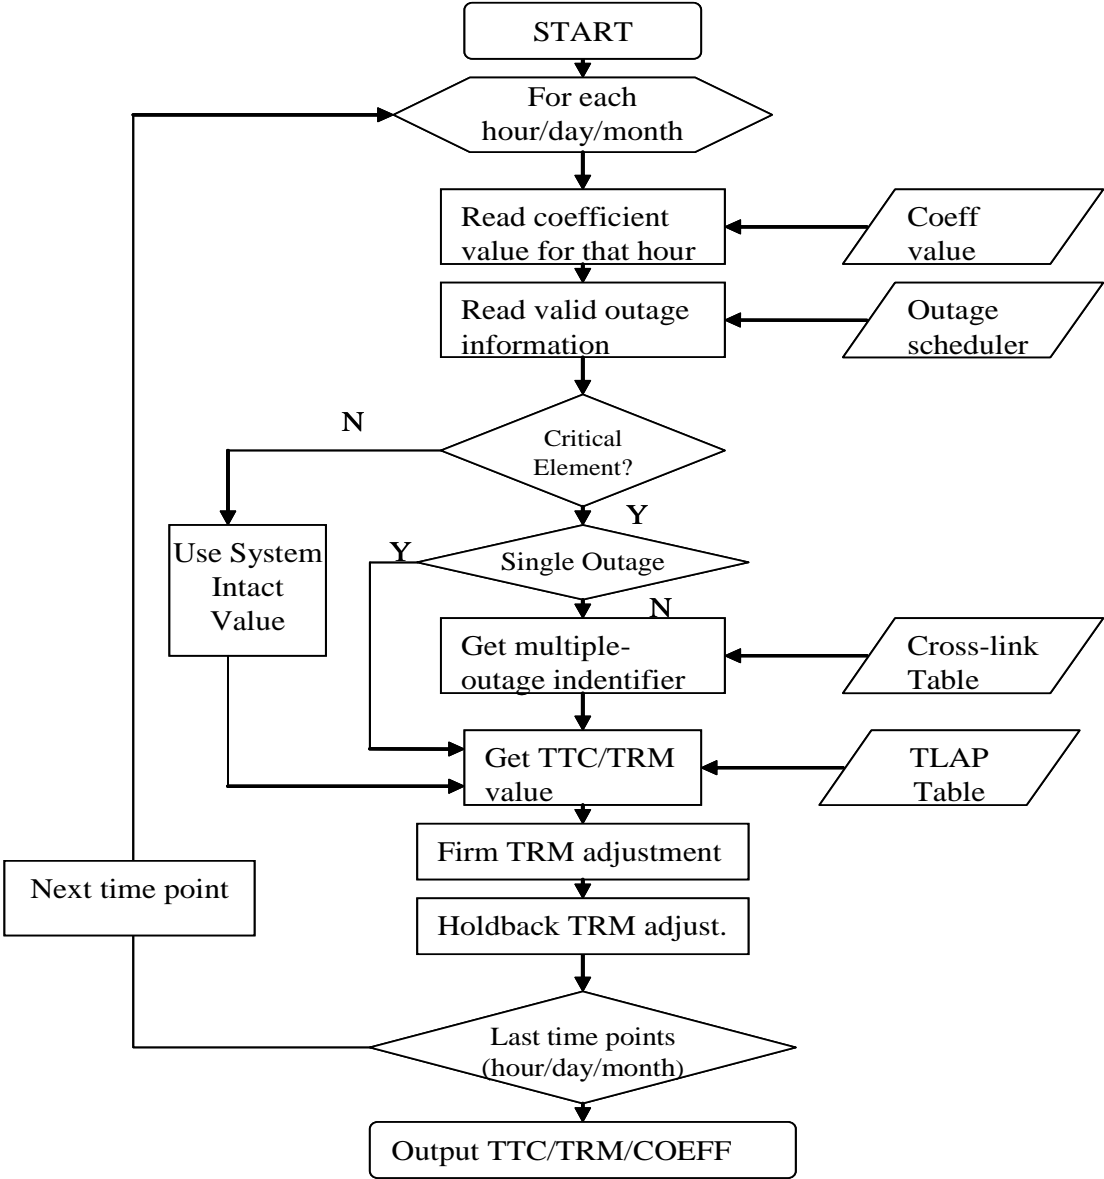 START
For each
hour/day/month
Read coefficient
value for that hour
Coeff
value
Read valid outage
information
Outage
scheduler
N
Critical
Element?
Y
Use System
Intact
Value
Y
Single Outage
N
Get multiple-
outage indentifier
Cross-link
Table
Get TTC/TRM
value
TLAP
Table
Firm TRM adjustment
Next time point
Holdback TRM adjust.
Last time points
(hour/day/month)
Output TTC/TRM/COEFF